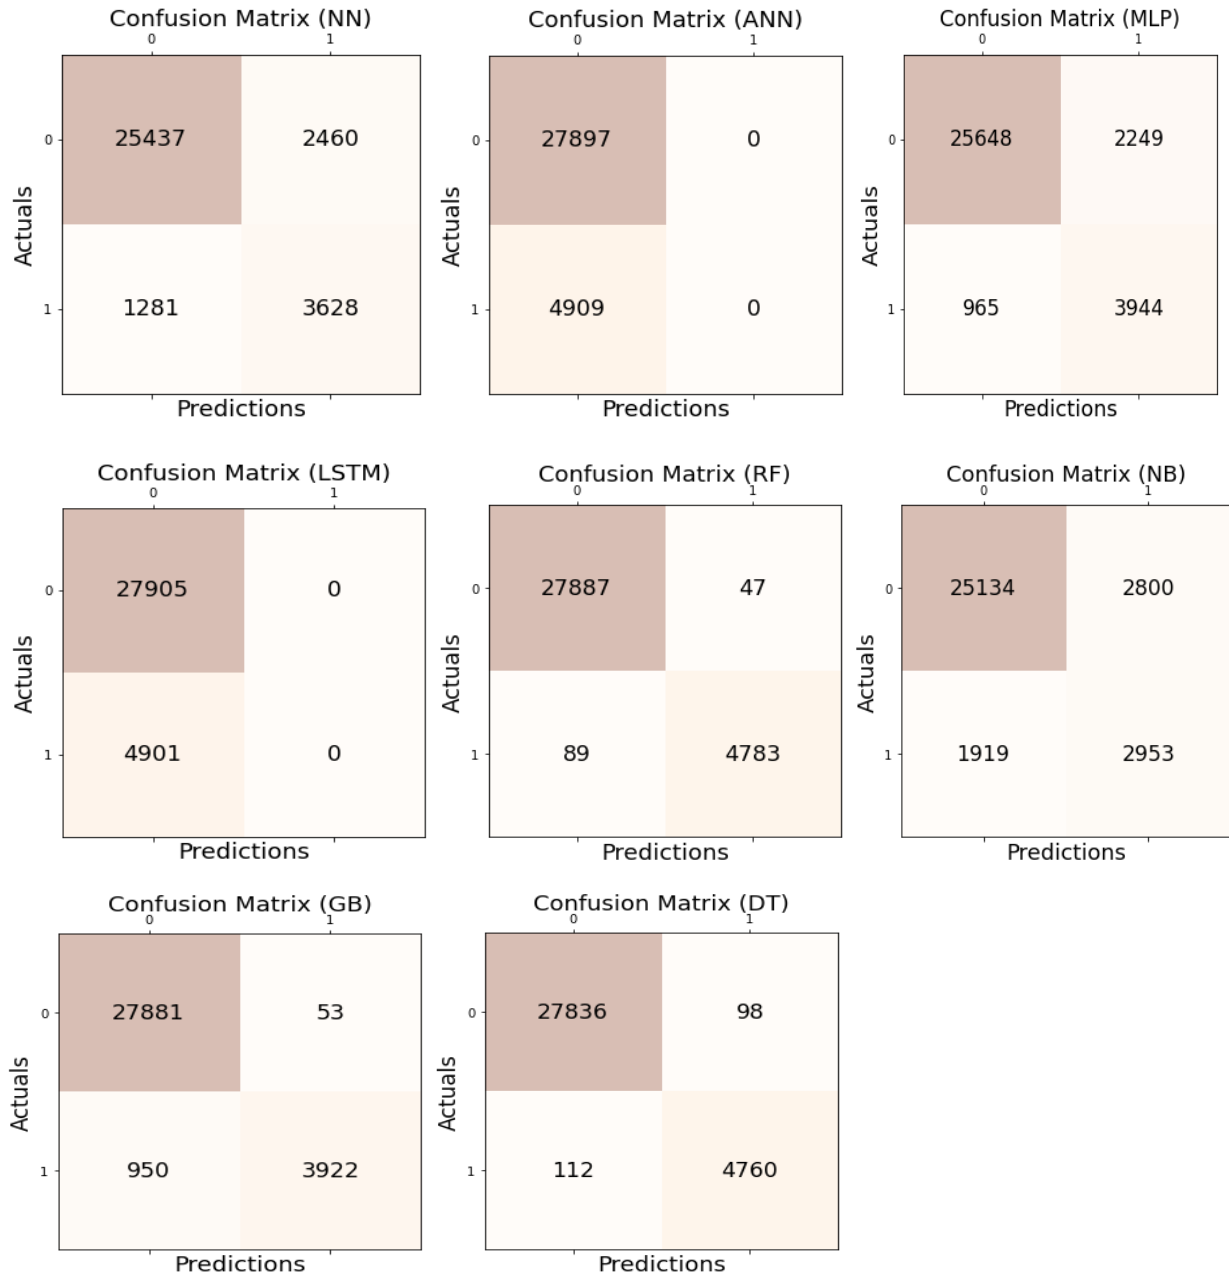 Confusion Matrix (NN)
0 1
0 25437 2460
1 1281 3628
Actuals
Predictions
Confusion Matrix (ANN)
0 1
0 27897 0
1 4909 0
Actuals
Predictions
Confusion Matrix (MLP)
0 1
0 25648 2249
1 965 3944
Actuals
Predictions
Confusion Matrix (LSTM)
0 1
0 27905 0
1 4901 0
Actuals
Predictions
Confusion Matrix (RF)
0 1
0 27887 47
1 89 4783
Actuals
Predictions
Confusion Matrix (NB)
0 1
0 25134 2800
1 1919 2953
Actuals
Predictions
Confusion Matrix (GB)
0 1
0 27881 53
1 950 3922
Actuals
Predictions
Confusion Matrix (DT)
0 1
0 27836 98
1 112 4760
Actuals
Predictions